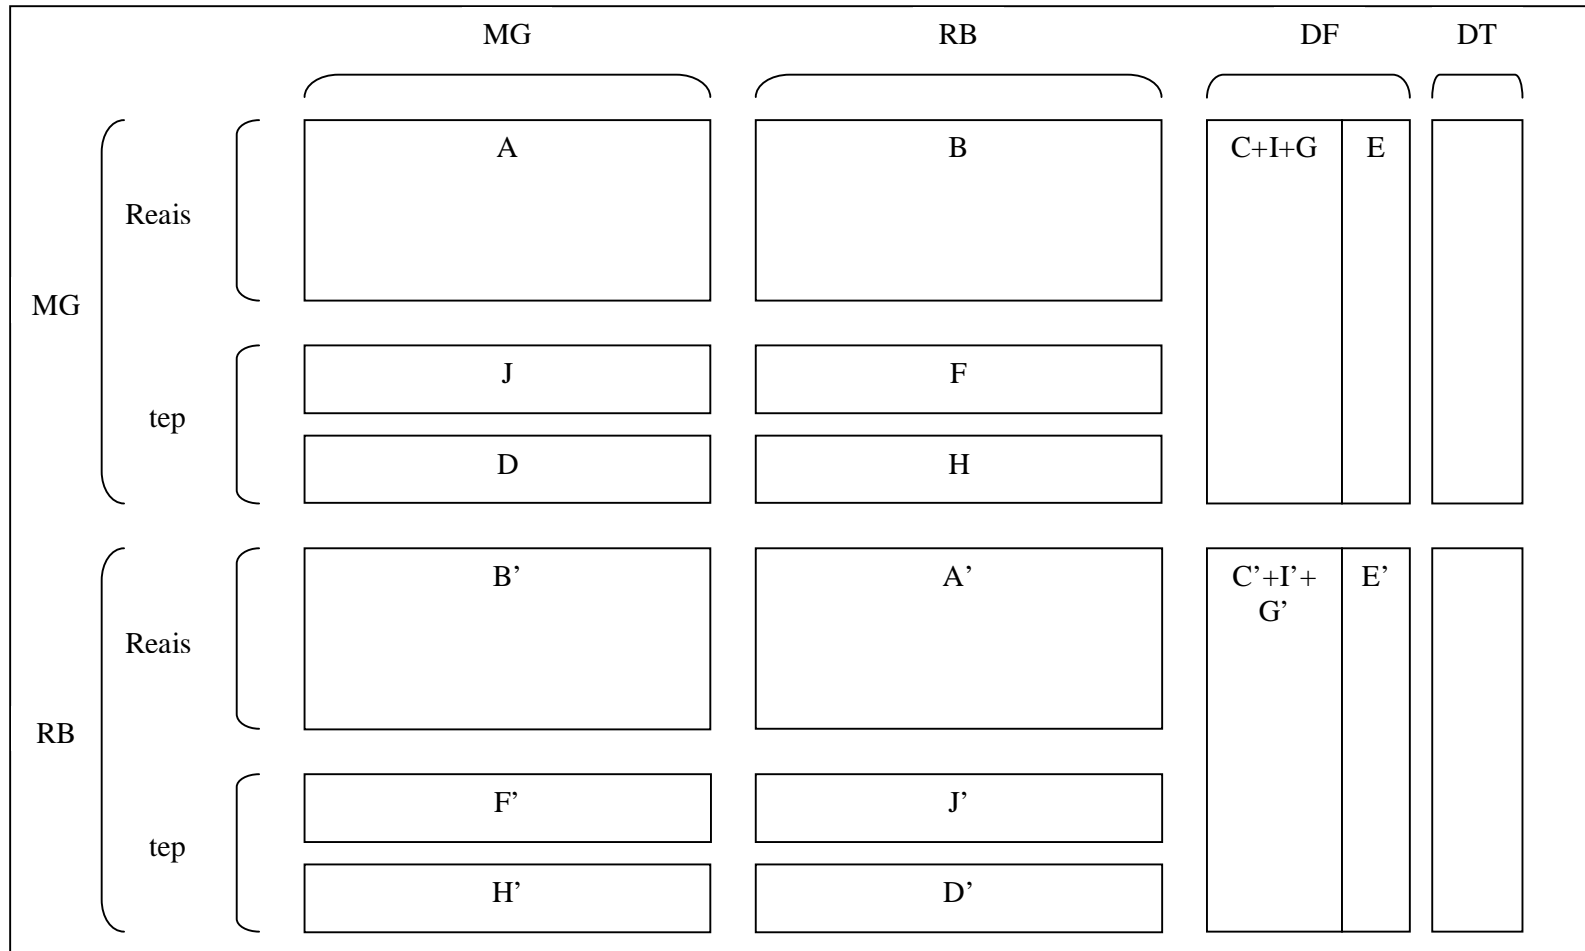 MG RB DF DT
A B C+I+G E
Reais
MG
J F
tep
D H
B’ A’ C’+I’+ E’
G’
Reais
RB
F’ J’
tep
H’ D’